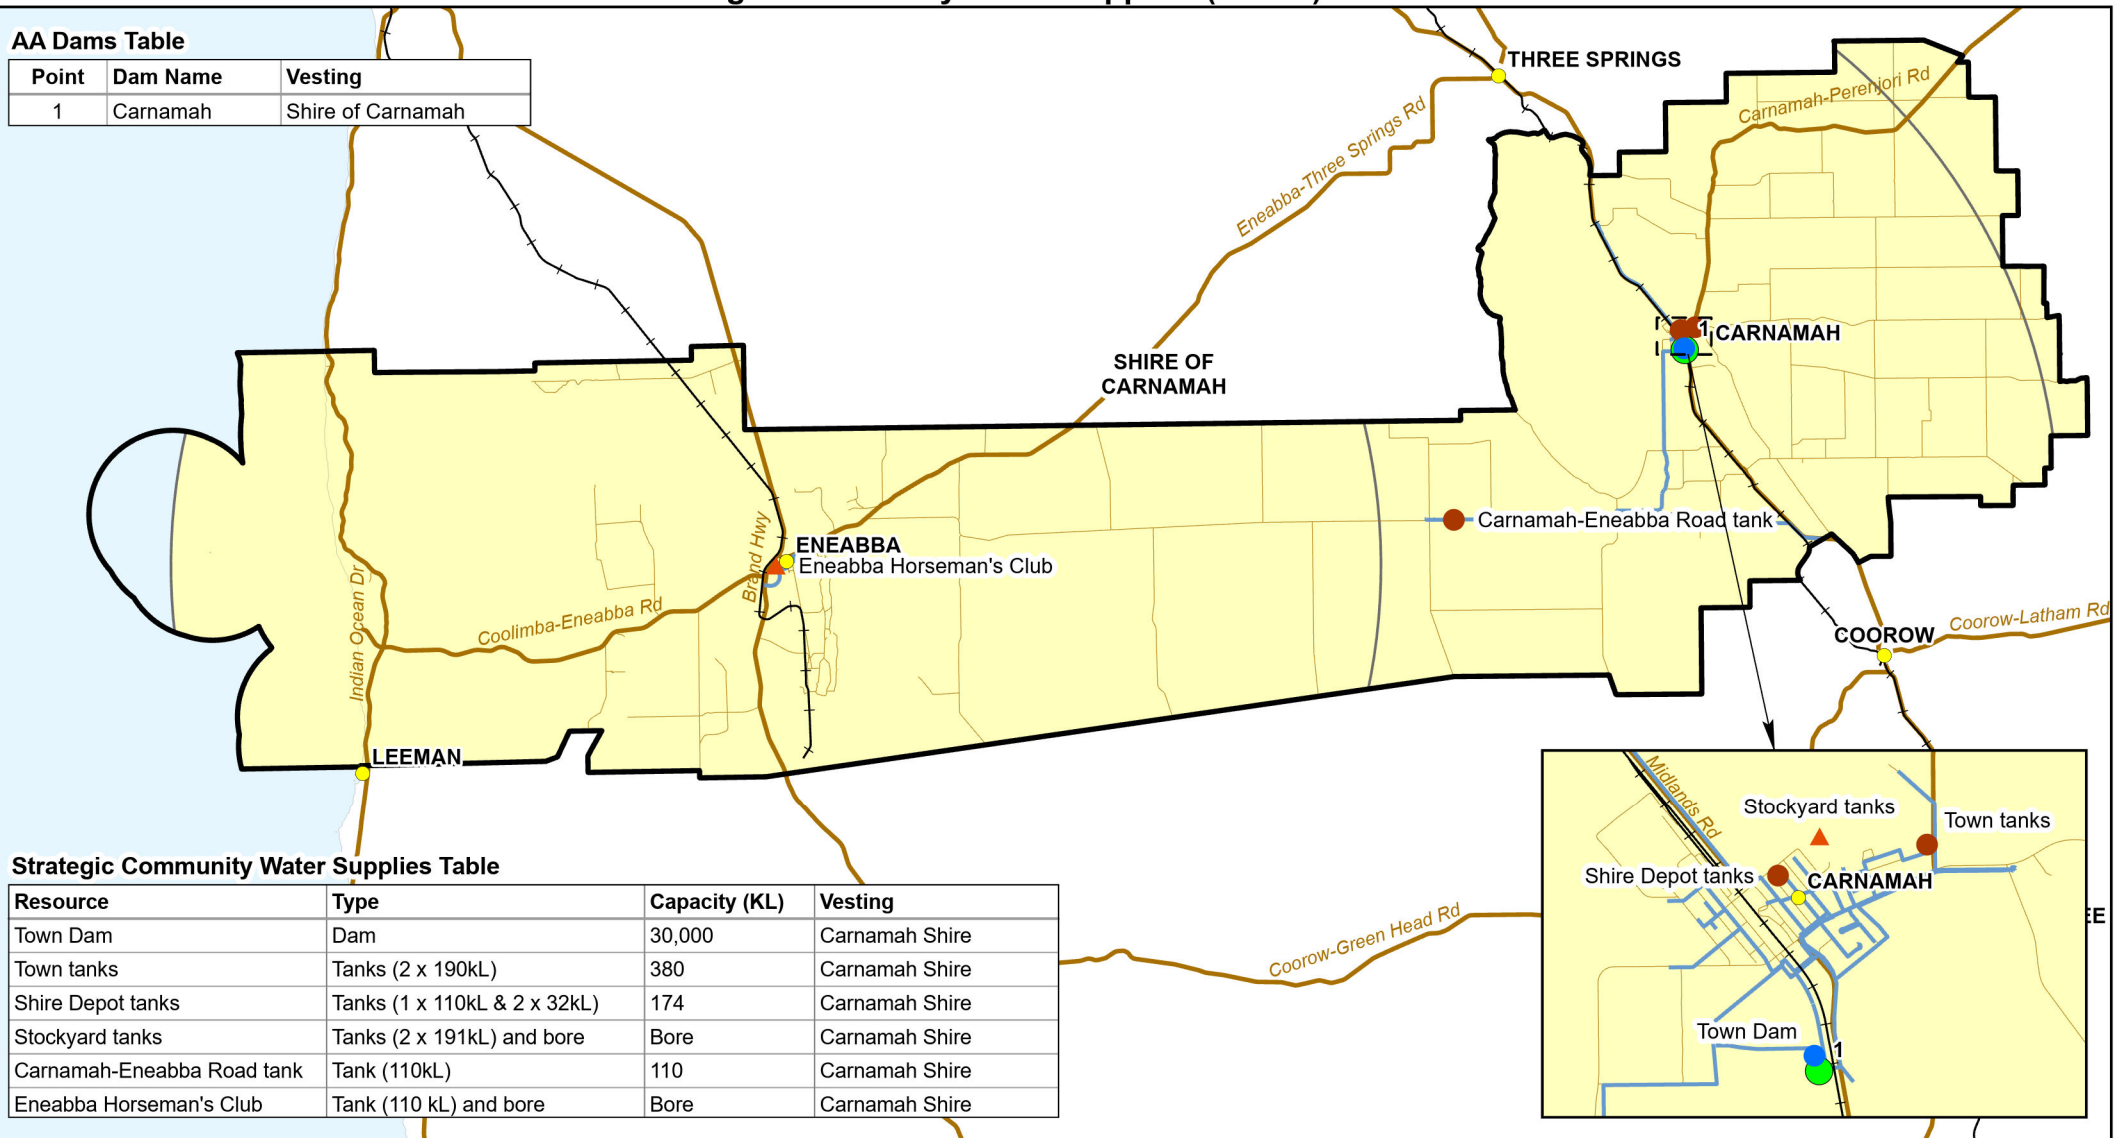 AA Dams Table
Point Dam Name Vesting
1 Carnamah Shire of Carnamah
THREE SPRINGS
Carnamah-Perenjori Rd
Eneabba-Three Springs Rd
1 CARNAMAH
SHIRE OF
CARNAMAH
Carnamah-Eneabba Road tank
ENEABBA
Eneabba Horseman's Club
Brand Hwy
Indian Ocean Dr
Coolimba-Eneabba Rd
Coorow-Latham Rd
COOROW
LEEMAN
Midlands Rd
Stockyard tanks
Town tanks
Shire Depot tanks
CARNAMAH
Town Dam
1
Coorow-Green Head Rd
Strategic Community Water Supplies Table
Resource Type Capacity (KL) Vesting
Town Dam Dam 30,000 Carnamah Shire
Town tanks Tanks (2 x 190kL) 380 Carnamah Shire
Shire Depot tanks Tanks (1 x 110kL & 2 x 32kL) 174 Carnamah Shire
Stockyard tanks Tanks (2 x 191kL) and bore Bore Carnamah Shire
Carnamah-Eneabba Road tank Tank (110kL) 110 Carnamah Shire
Eneabba Horseman's Club Tank (110 kL) and bore Bore Carnamah Shire